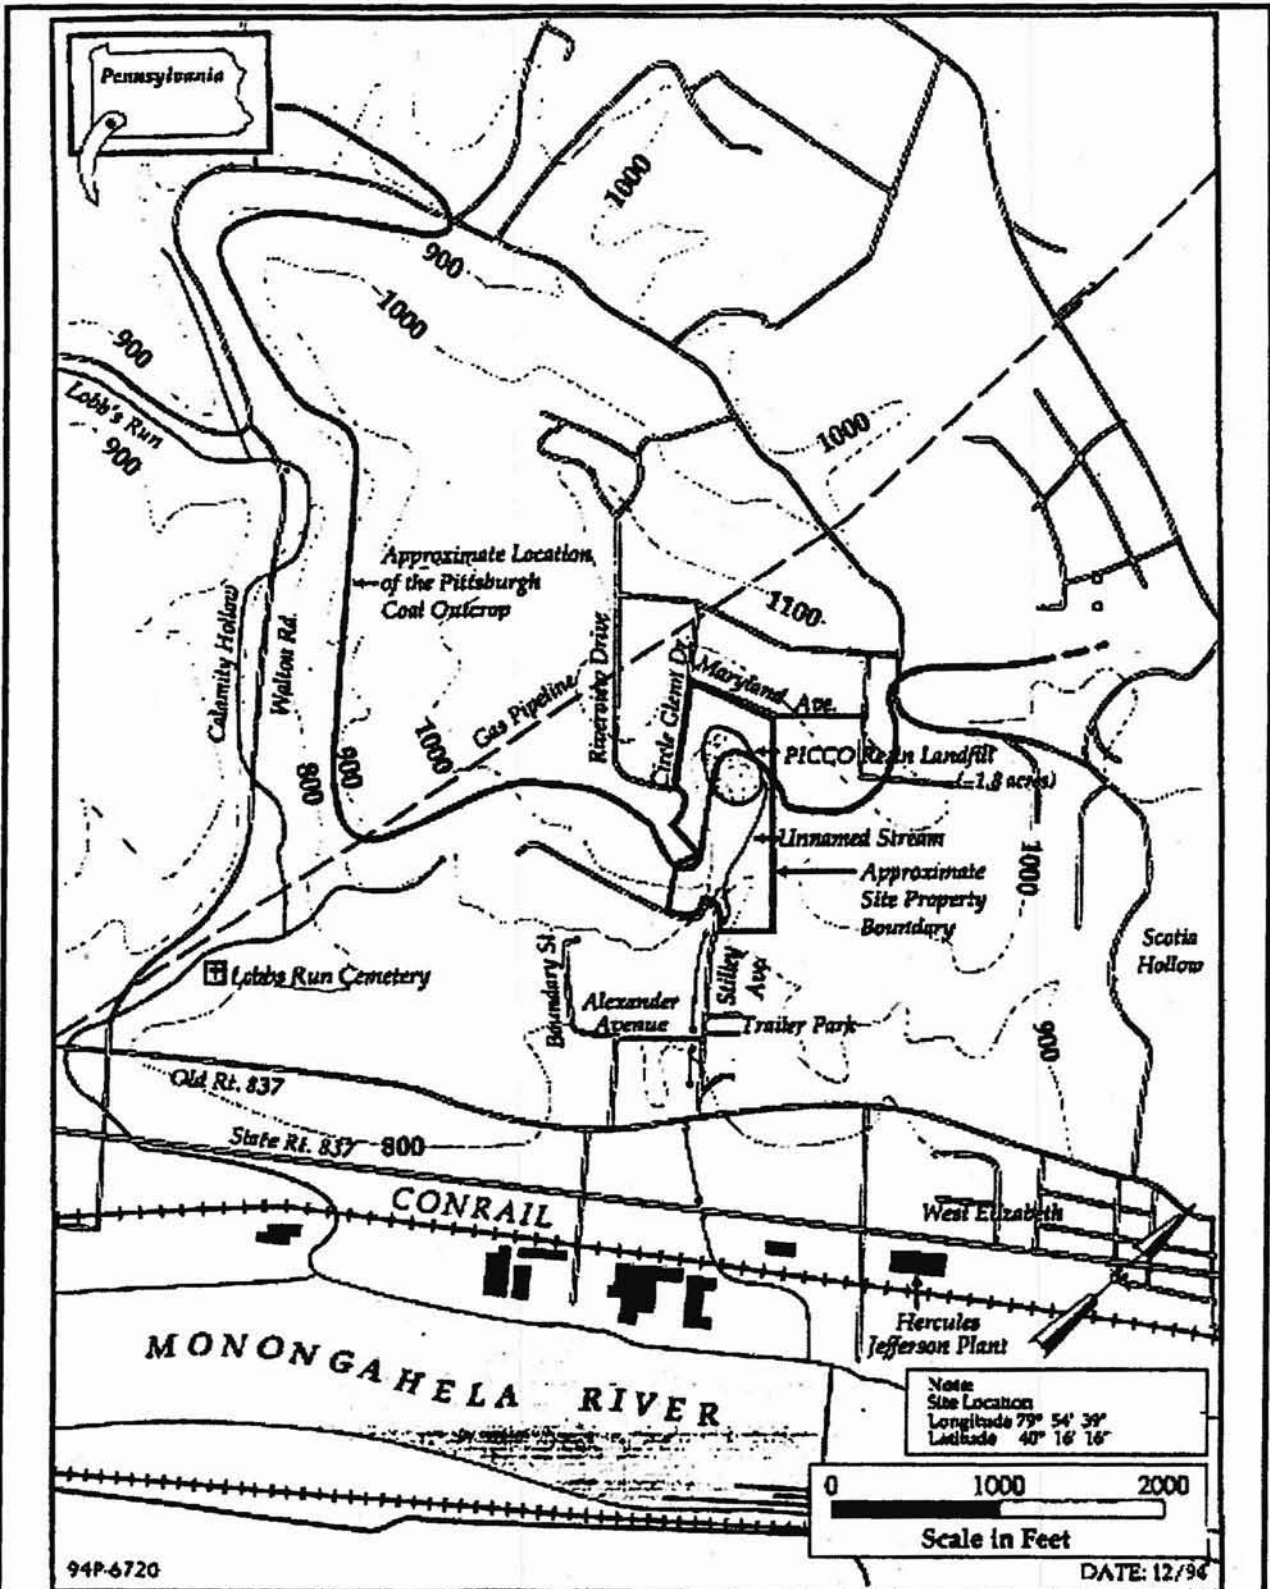 Pennsylvania
1000
900
1000
900
Lobb's Run
900
1000
Approximate Location
of the Pittsburgh
Coal Outcrop
1100
Calamity Hollow
Walton Rd.
Riverview Drive
Circle Glenn Dr.
Maryland Ave.
Gas Pipeline
1000
900
800
PICCO Resin Landfill
(=1.8 acres)
Unnamed Stream
1000
Approximate
Site Property
Boundary
Scotia
Hollow
Lobbs Run Cemetery
Boundary St
Stilley
Ave
Alexander
Avenue
Trailer Park
900
Old Rt. 837
State Rt. 837
800
CONRAIL
West Elizabeth
Hercules
Jefferson Plant
MONONGAHELA RIVER
Note
Site Location
Longitude 79° 54' 39"
Latitude 40° 16' 16"
0 1000 2000
Scale in Feet
94P-6720
DATE: 12/94